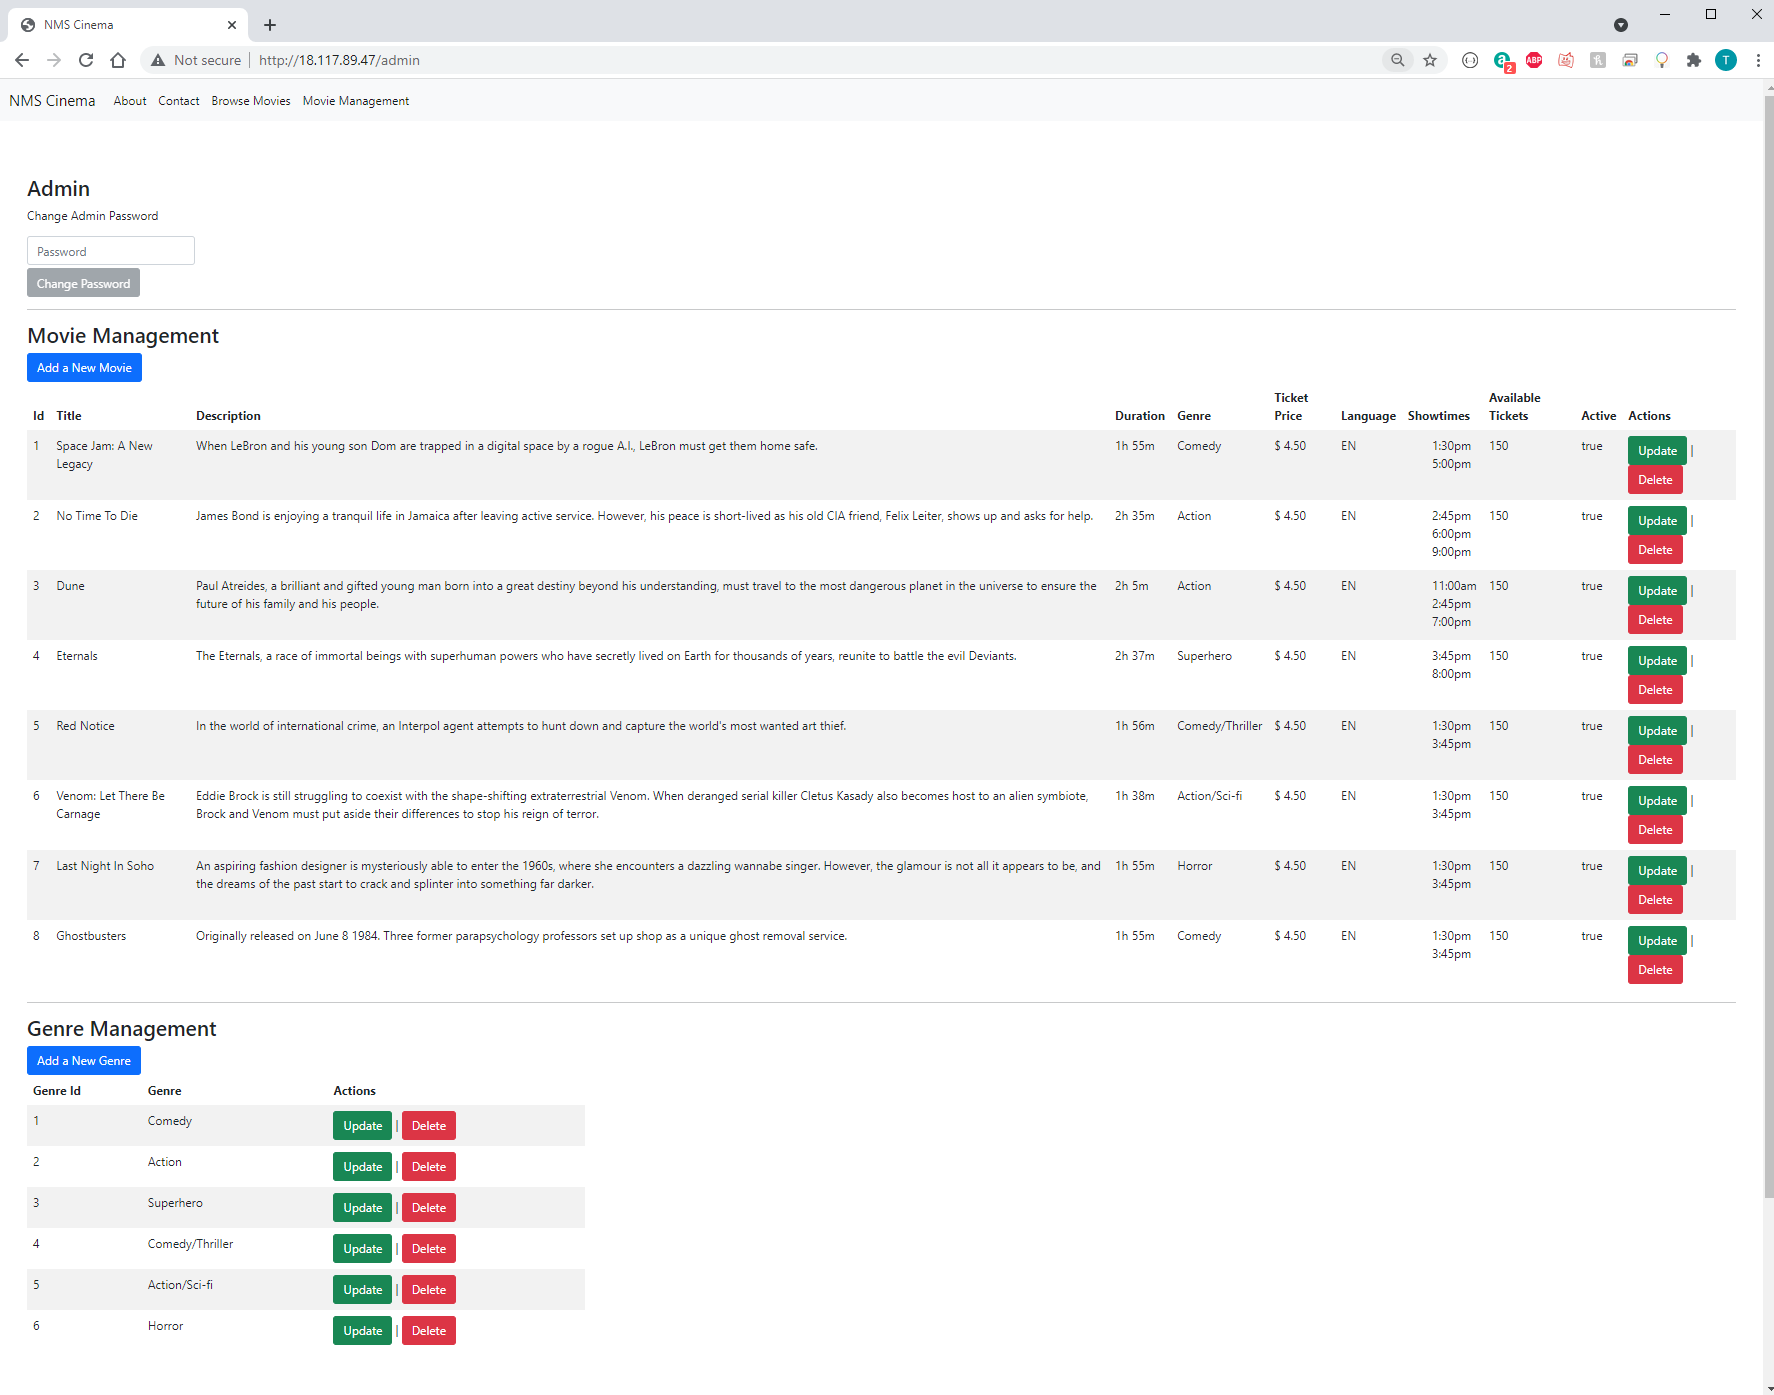 NMS Cinema
Not secure http://18.117.89.47/admin
2 ABP T
NMS Cinema About Contact Browse Movies Movie Management
Admin
Change Admin Password
Password
Change Password
Movie Management
Add a New Movie
Id Title Description Duration Genre Ticket Price Language Showtimes Available Tickets Active Actions
1 Space Jam: A New Legacy When LeBron and his young son Dom are trapped in a digital space by a rogue A.I., LeBron must get them home safe. 1h 55m Comedy $ 4.50 EN 1:30pm 5:00pm 150 true Update | Delete
2 No Time To Die James Bond is enjoying a tranquil life in Jamaica after leaving active service. However, his peace is short-lived as his old CIA friend, Felix Leiter, shows up and asks for help. 2h 35m Action $ 4.50 EN 2:45pm 6:00pm 9:00pm 150 true Update | Delete
3 Dune Paul Atreides, a brilliant and gifted young man born into a great destiny beyond his understanding, must travel to the most dangerous planet in the universe to ensure the future of his family and his people. 2h 5m Action $ 4.50 EN 11:00am 2:45pm 7:00pm 150 true Update | Delete
4 Eternals The Eternals, a race of immortal beings with superhuman powers who have secretly lived on Earth for thousands of years, reunite to battle the evil Deviants. 2h 37m Superhero $ 4.50 EN 3:45pm 8:00pm 150 true Update | Delete
5 Red Notice In the world of international crime, an Interpol agent attempts to hunt down and capture the world's most wanted art thief. 1h 56m Comedy/Thriller $ 4.50 EN 1:30pm 3:45pm 150 true Update | Delete
6 Venom: Let There Be Carnage Eddie Brock is still struggling to coexist with the shape-shifting extraterrestrial Venom. When deranged serial killer Cletus Kasady also becomes host to an alien symbiote, Brock and Venom must put aside their differences to stop his reign of terror. 1h 38m Action/Sci-fi $ 4.50 EN 1:30pm 3:45pm 150 true Update | Delete
7 Last Night In Soho An aspiring fashion designer is mysteriously able to enter the 1960s, where she encounters a dazzling wannabe singer. However, the glamour is not all it appears to be, and the dreams of the past start to crack and splinter into something far darker. 1h 55m Horror $ 4.50 EN 1:30pm 3:45pm 150 true Update | Delete
8 Ghostbusters Originally released on June 8 1984. Three former parapsychology professors set up shop as a unique ghost removal service. 1h 55m Comedy $ 4.50 EN 1:30pm 3:45pm 150 true Update | Delete
Genre Management
Add a New Genre
Genre Id Genre Actions
1 Comedy Update | Delete
2 Action Update | Delete
3 Superhero Update | Delete
4 Comedy/Thriller Update | Delete
5 Action/Sci-fi Update | Delete
6 Horror Update | Delete